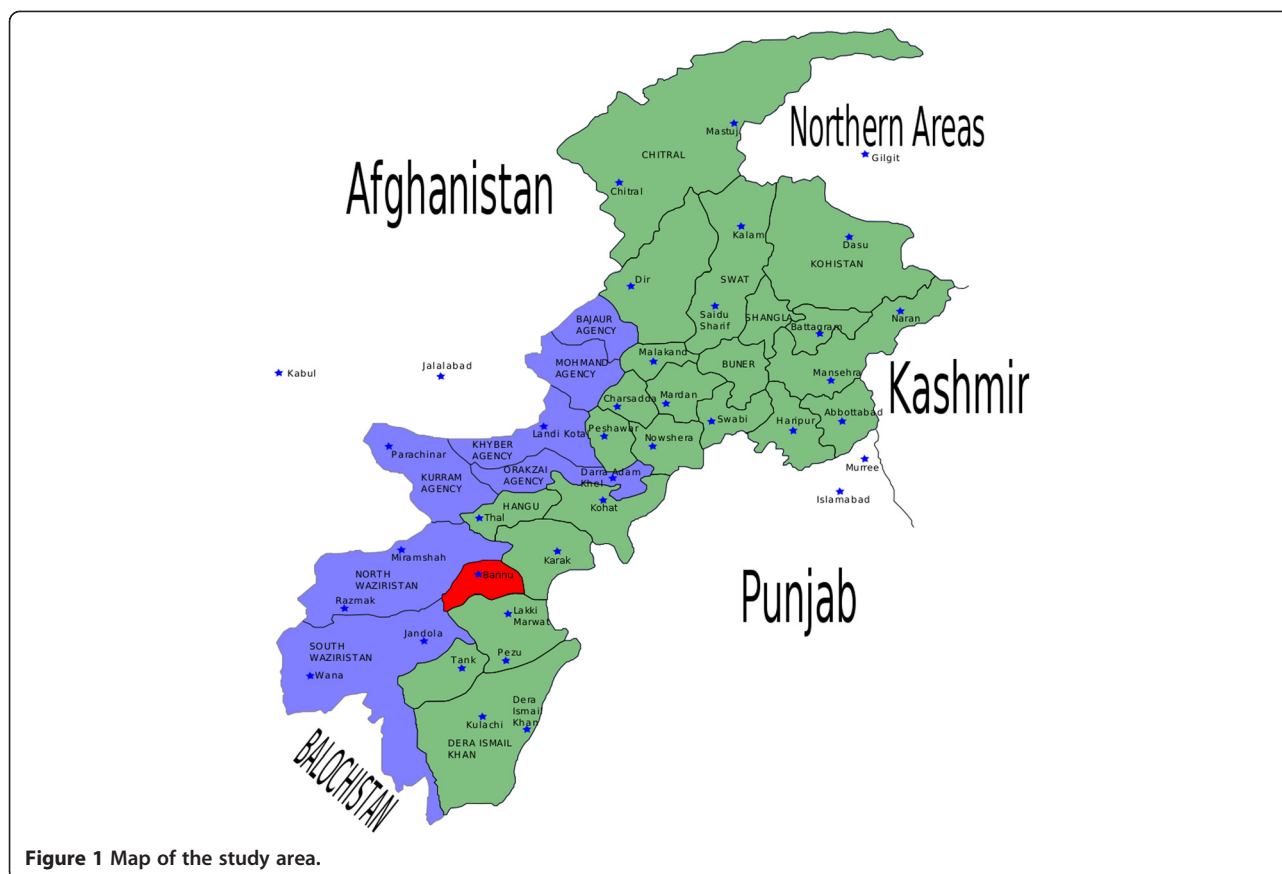 Mastuj
Northern Areas
Gilgit
CHITRAL
Afghanistan
Chitral
Kalam
Dasu
KOHISTAN
Dir
SWAT
Saidu
Sharif
SHANGLA
Naran
Battagram
BAJAUR
AGENCY
Malakand
MOHMAND
AGENCY
BUNER
Kabul
Jalalabad
Mansehra
Kashmir
Charsadda
Mardan
Abbottabad
Swabi
Haripur
Landi Kotal
Peshawar
Nowshera
KHYBER
AGENCY
Parachinar
Murree
ORAKZAI
AGENCY
Darra Adam
Khel
KURRAM
AGENCY
Islamabad
HANGU
Kohat
Thal
Miramshah
Karak
NORTH
WAZIRISTAN
Bannu
Punjab
Razmak
Lakki
Marwat
Jandola
SOUTH
WAZIRISTAN
Pezu
Tank
Wana
Dera
Ismail
Khan
Kulachi
DERA ISMAIL
KHAN
BALOCHISTAN
Figure 1 Map of the study area.